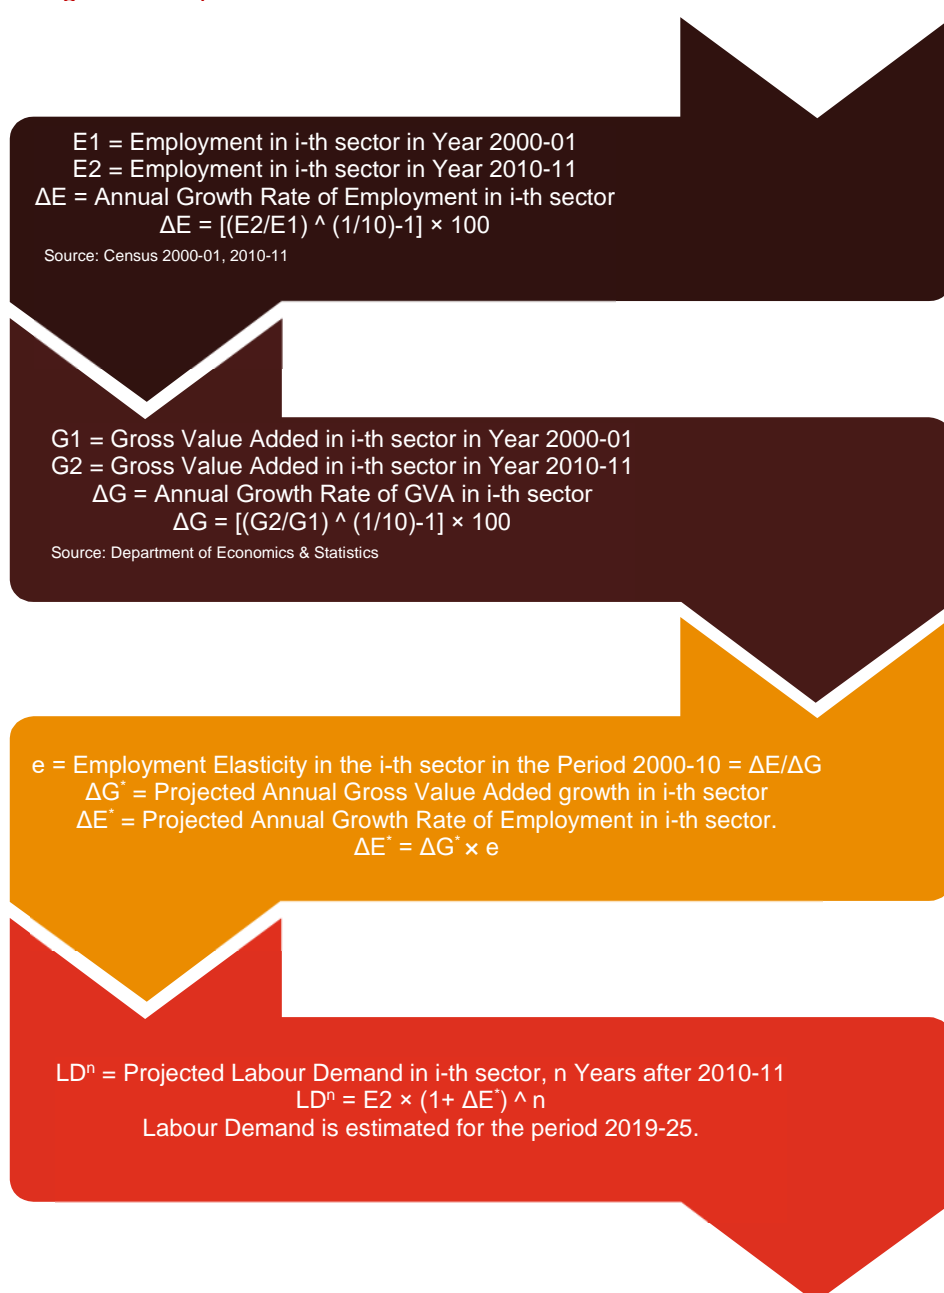 E1 = Employment in i-th sector in Year 2000-01
E2 = Employment in i-th sector in Year 2010-11
ΔE = Annual Growth Rate of Employment in i-th sector
ΔE = [(E2/E1) ^ (1/10)-1] × 100
Source: Census 2000-01, 2010-11
G1 = Gross Value Added in i-th sector in Year 2000-01
G2 = Gross Value Added in i-th sector in Year 2010-11
ΔG = Annual Growth Rate of GVA in i-th sector
ΔG = [(G2/G1) ^ (1/10)-1] × 100
Source: Department of Economics & Statistics
e = Employment Elasticity in the i-th sector in the Period 2000-10 = ΔE/ΔG
ΔG* = Projected Annual Gross Value Added growth in i-th sector
ΔE* = Projected Annual Growth Rate of Employment in i-th sector.
ΔE* = ΔG* × e
LDⁿ = Projected Labour Demand in i-th sector, n Years after 2010-11
LDⁿ = E2 × (1+ ΔE*) ^ n
Labour Demand is estimated for the period 2019-25.